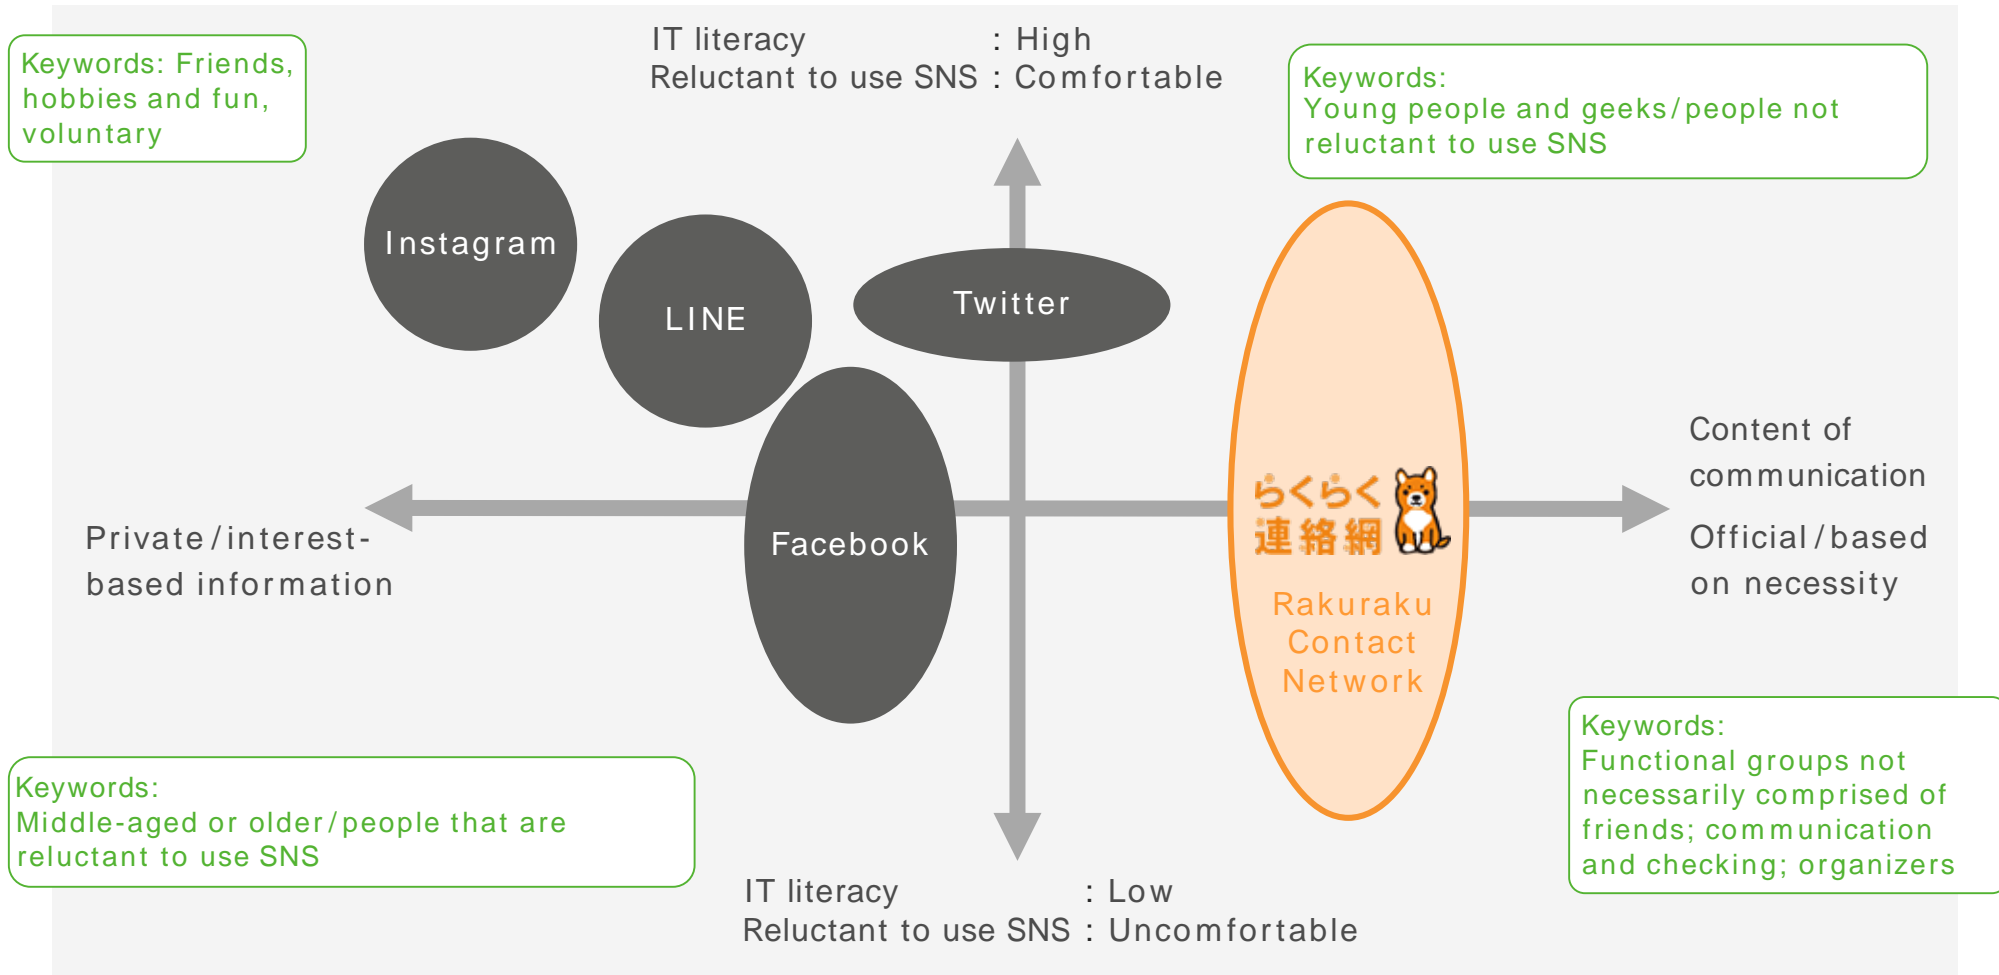 IT literacy : High
Reluctant to use SNS : Comfortable
Keywords: Friends,
hobbies and fun,
voluntary
Keywords:
Young people and geeks/people not
reluctant to use SNS
Instagram
LINE
Twitter
Facebook
らくらく
連絡網
Rakuraku
Contact
Network
Private/interest-
based information
Content of
communication
Official/based
on necessity
Keywords:
Middle-aged or older/people that are
reluctant to use SNS
Keywords:
Functional groups not
necessarily comprised of
friends; communication
and checking; organizers
IT literacy : Low
Reluctant to use SNS : Uncomfortable